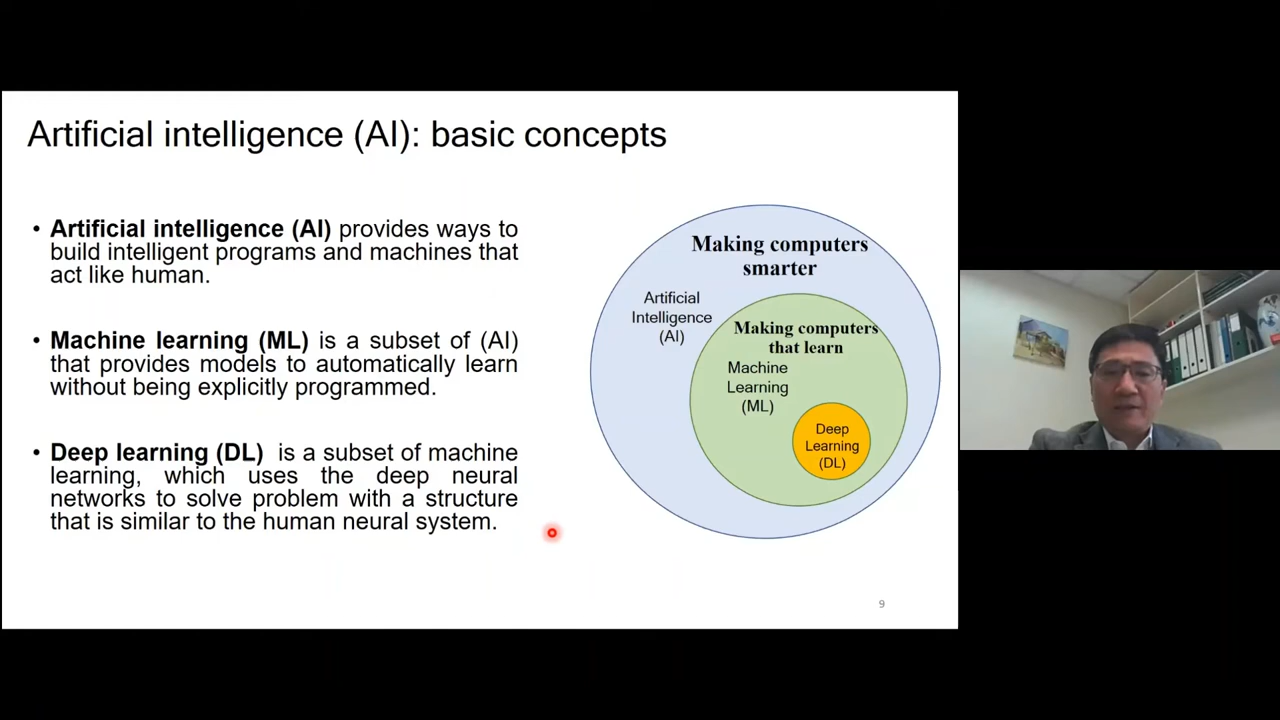 Artificial intelligence (AI): basic concepts
• Artificial intelligence (AI) provides ways to
build intelligent programs and machines that
act like human.
• Machine learning (ML) is a subset of (AI)
that provides models to automatically learn
without being explicitly programmed.
• Deep learning (DL) is a subset of machine
learning, which uses the deep neural
networks to solve problem with a structure
that is similar to the human neural system.
Making computers
smarter
Artificial
Intelligence
(AI)
Making computers
that learn
Machine
Learning
(ML)
Deep
Learning
(DL)
9